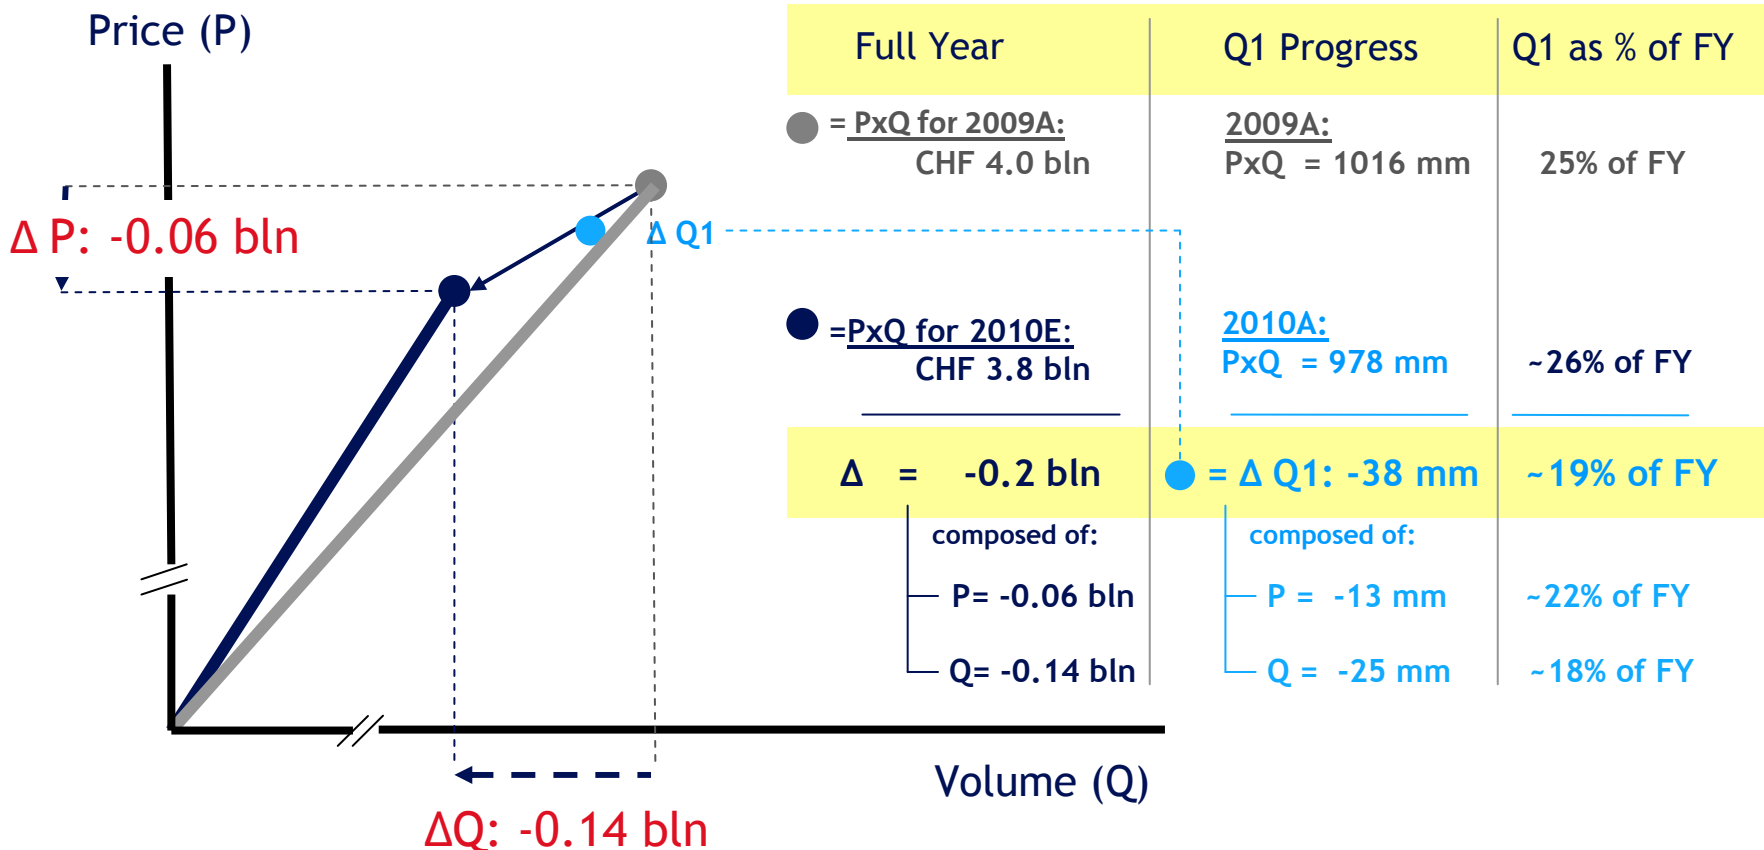 Price (P)
Full Year
Q1 Progress
Q1 as % of FY
= PxQ for 2009A:
CHF 4.0 bln
2009A:
PxQ = 1016 mm
25% of FY
Δ P: -0.06 bln
Δ Q1
=PxQ for 2010E:
CHF 3.8 bln
2010A:
PxQ = 978 mm
~26% of FY
Δ = -0.2 bln
= Δ Q1: -38 mm
~19% of FY
composed of:
composed of:
P= -0.06 bln
P = -13 mm
~22% of FY
Q= -0.14 bln
Q = -25 mm
~18% of FY
Volume (Q)
ΔQ: -0.14 bln